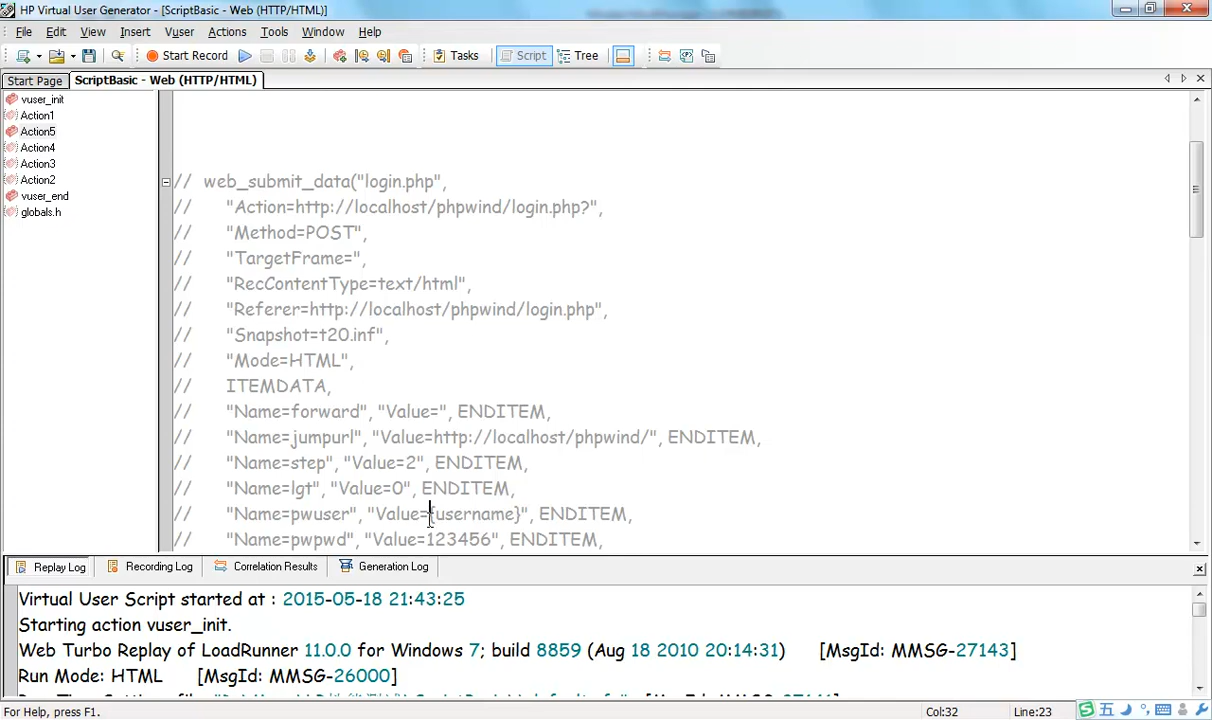 HP Virtual User Generator - [ScriptBasic - Web (HTTP/HTML)]
File Edit View Insert Vuser Actions Tools Window Help
Start Record Tasks Script Tree
Start Page ScriptBasic - Web (HTTP/HTML)
vuser_init
Action1
Action5
Action4
Action3
Action2
vuser_end
globals.h
// web_submit_data("login.php",
// "Action=http://localhost/phpwind/login.php?",
// "Method=POST",
// "TargetFrame=",
// "RecContentType=text/html",
// "Referer=http://localhost/phpwind/login.php",
// "Snapshot=t20.inf",
// "Mode=HTML",
// ITEMDATA,
// "Name=forward", "Value=", ENDITEM,
// "Name=jumpurl", "Value=http://localhost/phpwind/", ENDITEM,
// "Name=step", "Value=2", ENDITEM,
// "Name=lgt", "Value=0", ENDITEM,
// "Name=pwuser", "Value={username}", ENDITEM,
// "Name=pwpwd", "Value=123456", ENDITEM,
Replay Log Recording Log Correlation Results Generation Log
Virtual User Script started at : 2015-05-18 21:43:25
Starting action vuser_init.
Web Turbo Replay of LoadRunner 11.0.0 for Windows 7; build 8859 (Aug 18 2010 20:14:31) [MsgId: MMSG-27143]
Run Mode: HTML [MsgId: MMSG-26000]
For Help, press F1.
Col:32 Line:23 五